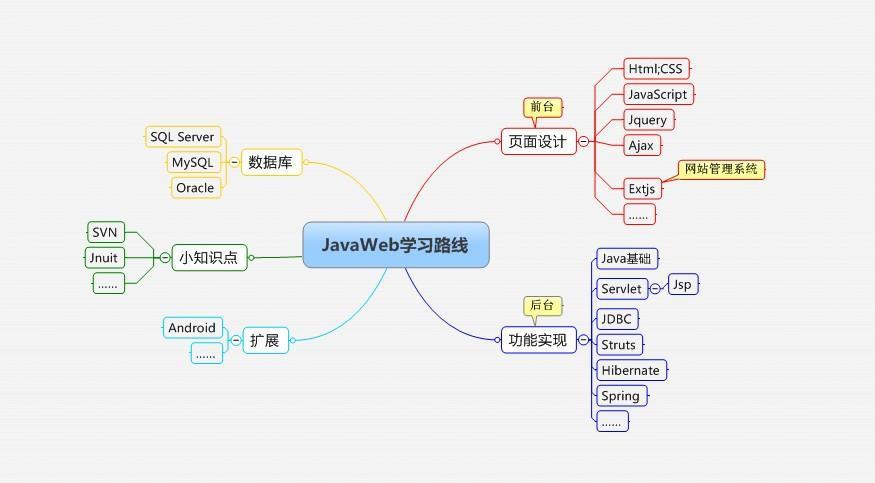 JavaWeb学习路线
前台
页面设计
Html;CSS
JavaScript
Jquery
Ajax
Extjs
网站管理系统
......
后台
功能实现
Java基础
Servlet
Jsp
JDBC
Struts
Hibernate
Spring
......
数据库
SQL Server
MySQL
Oracle
小知识点
SVN
Jnuit
......
扩展
Android
......